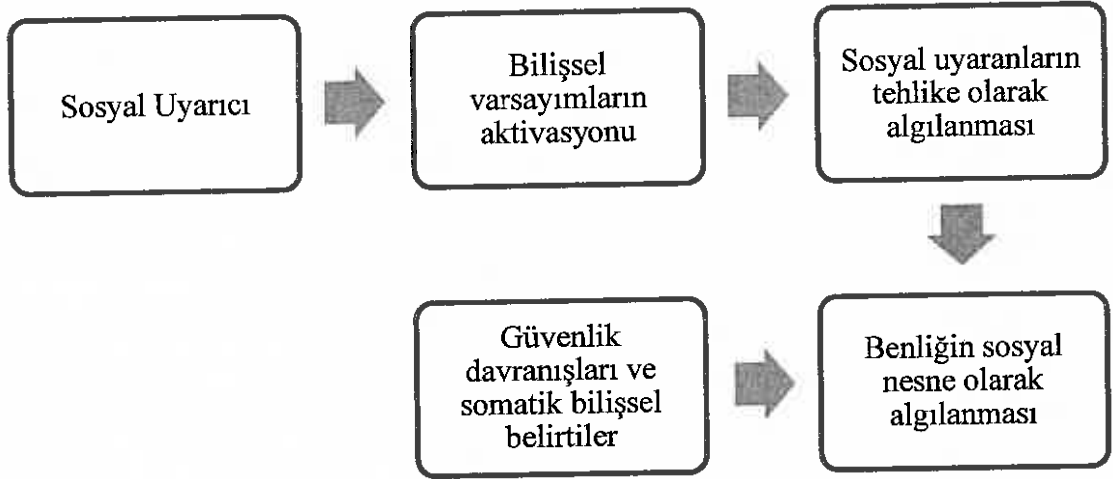 Sosyal Uyarıcı
Bilişsel
varsayımların
aktivasyonu
Sosyal uyaranların
tehlike olarak
algılanması
Güvenlik
davranışları ve
somatik bilişsel
belirtiler
Benliğin sosyal
nesne olarak
algılanması